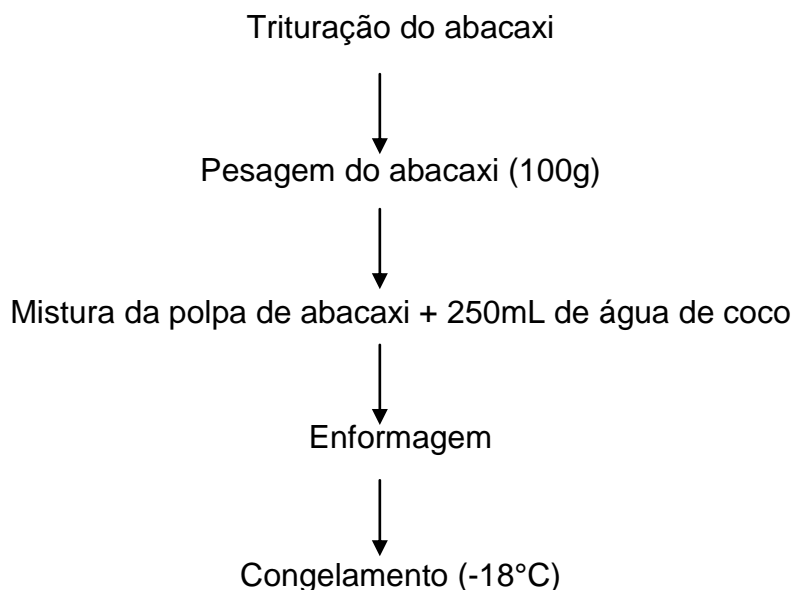 Trituração do abacaxi
Pesagem do abacaxi (100g)
Mistura da polpa de abacaxi + 250mL de água de coco
Enformagem
Congelamento (-18°C)